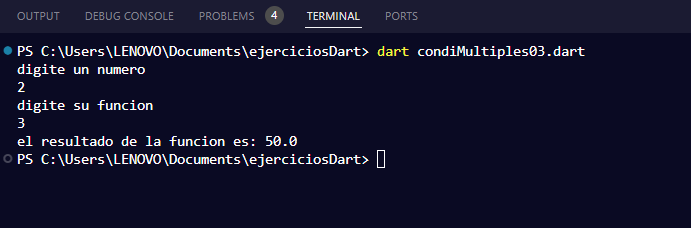 OUTPUT DEBUG CONSOLE PROBLEMS 4 TERMINAL PORTS
PS C:\Users\LENOVO\Documents\ejerciciosDart> dart condiMultiples03.dart
digite un numero
2
digite su funcion
3
el resultado de la funcion es: 50.0
PS C:\Users\LENOVO\Documents\ejerciciosDart>